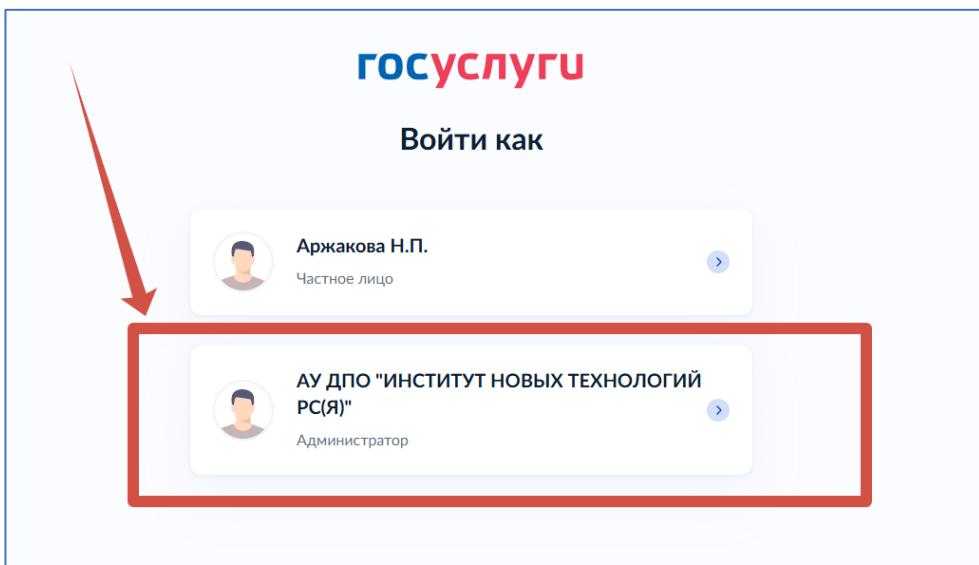 госуслуги
Войти как
Аржакова Н.П.
Частное лицо
АУ ДПО "ИНСТИТУТ НОВЫХ ТЕХНОЛОГИЙ
РС(Я)"
Администратор